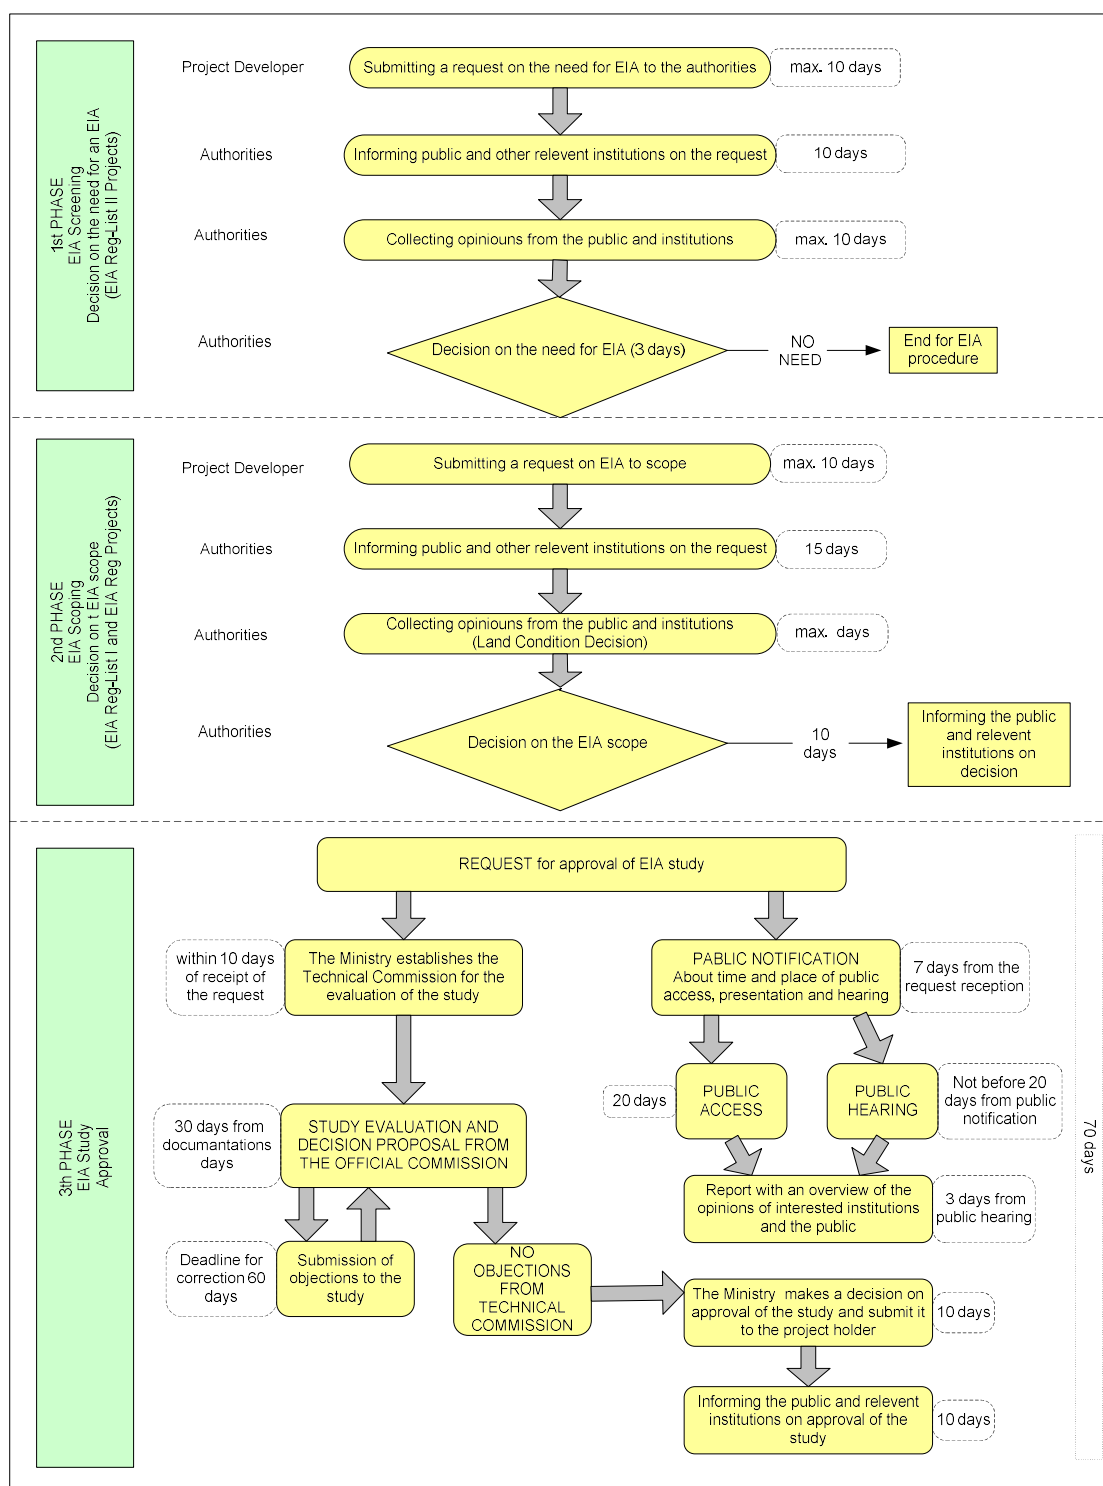 1st PHASE
EIA Screening
Decision on the need for an EIA
(EIA Reg-List II Projects)
Project Developer
Submitting a request on the need for EIA to the authorities
max. 10 days
Authorities
Informing public and other relevent institutions on the request
10 days
Authorities
Collecting opiniouns from the public and institutions
max. 10 days
Authorities
Decision on the need for EIA (3 days)
NO
NEED
End for EIA
procedure
2nd PHASE
EIA Scoping
Decision on t EIA scope
(EIA Reg-List I and EIA Reg Projects)
Project Developer
Submitting a request on EIA to scope
max. 10 days
Authorities
Informing public and other relevent institutions on the request
15 days
Authorities
Collecting opiniouns from the public and institutions
(Land Condition Decision)
max. days
Authorities
Decision on the EIA scope
10
days
Informing the public
and relevent
institutions on
decision
3th PHASE
EIA Study
Approval
REQUEST for approval of EIA study
within 10 days
of receipt of
the request
The Ministry establishes the
Technical Commission for the
evaluation of the study
PABLIC NOTIFICATION
About time and place of public
access, presentation and hearing
7 days from the
request reception
20 days
PUBLIC
ACCESS
PUBLIC
HEARING
Not before 20
days from public
notification
30 days from
documantations
days
STUDY EVALUATION AND
DECISION PROPOSAL FROM
THE OFFICIAL COMMISSION
Report with an overview of the
opinions of interested institutions
and the public
3 days from
public hearing
Deadline for
correction 60
days
Submission of
objections to the
study
NO
OBJECTIONS
FROM
TECHNICAL
COMMISSION
The Ministry makes a decision on
approval of the study and submit it
to the project holder
10 days
Informing the public and relevent
institutions on approval of the
study
10 days
70 days